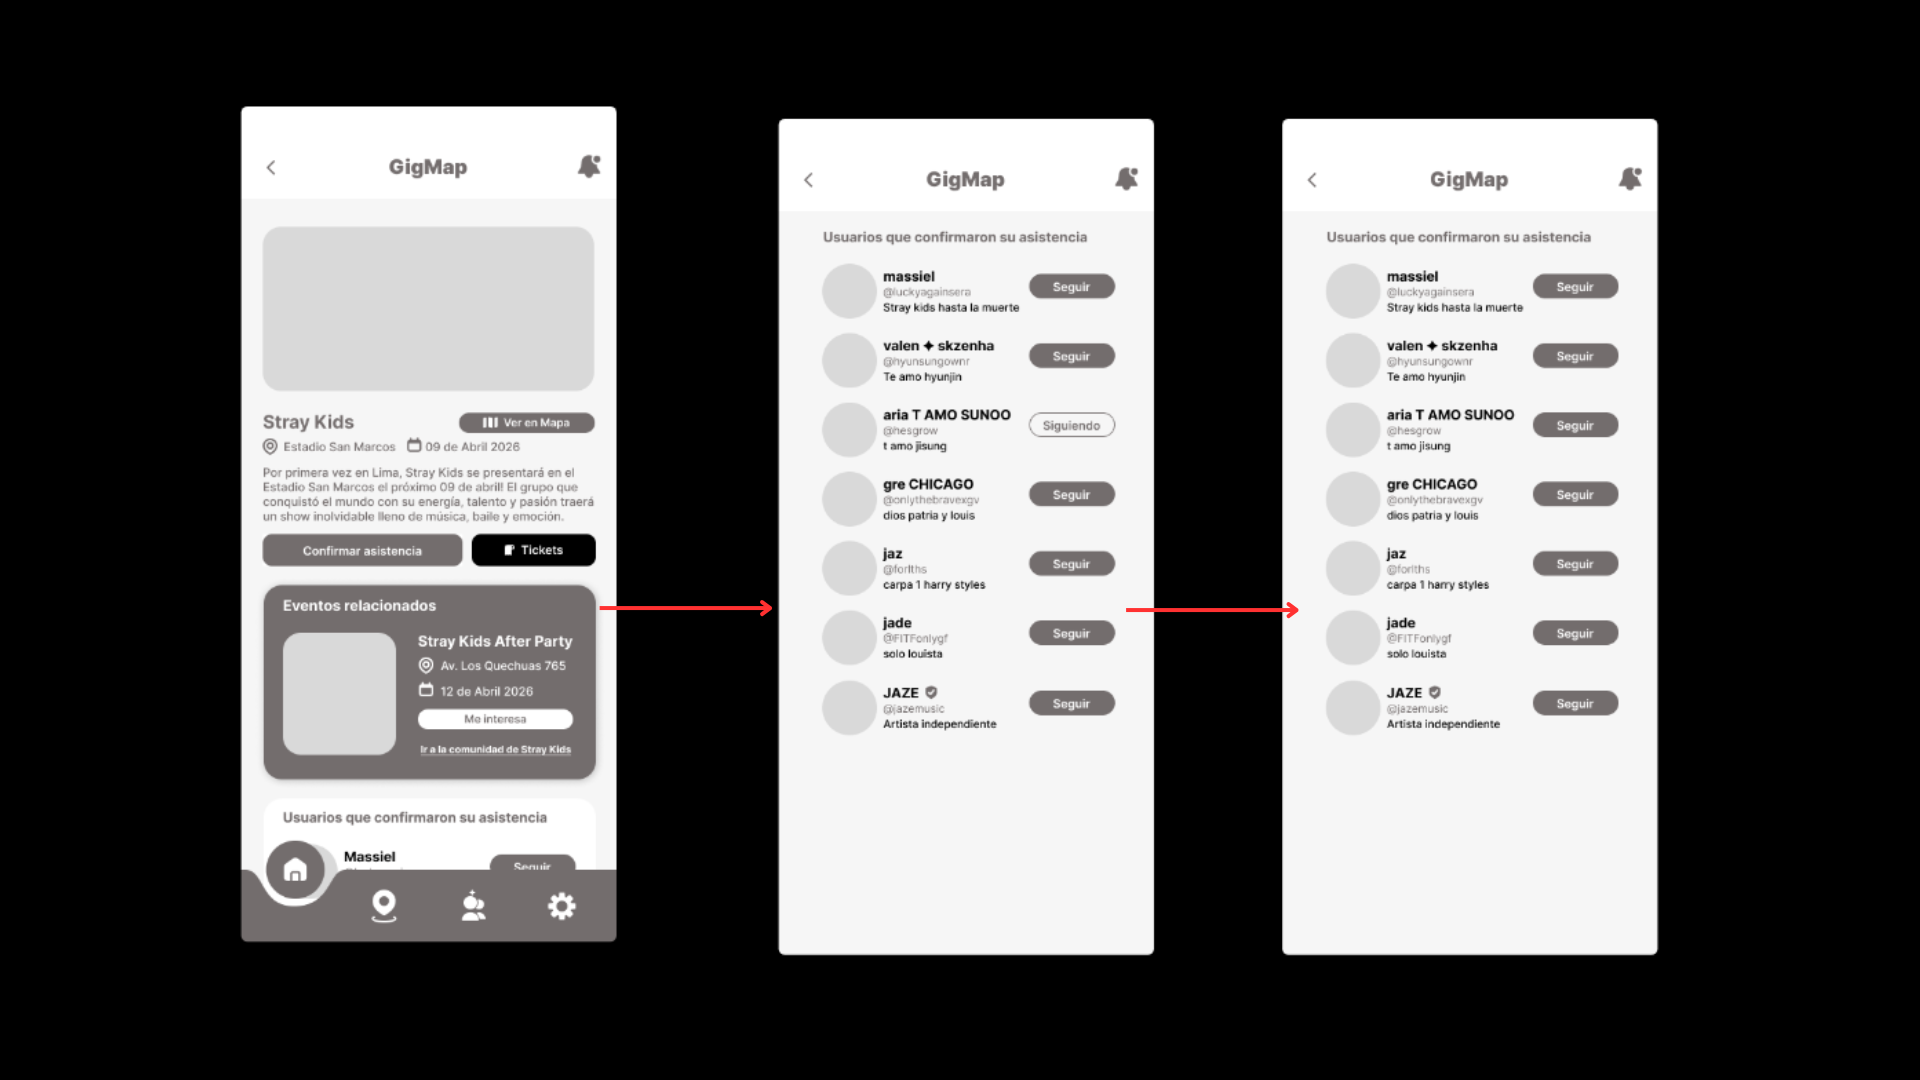 GigMap
Stray Kids
Ver en Mapa
Estadio San Marcos
09 de Abril 2026
Por primera vez en Lima, Stray Kids se presentará en el
Estadio San Marcos el próximo 09 de abril! El grupo que
conquistó el mundo con su energía, talento y pasión traerá
un show inolvidable lleno de música, baile y emoción.
Confirmar asistencia
Tickets
Eventos relacionados
Stray Kids After Party
Av. Los Quechuas 765
12 de Abril 2026
Me interesa
Ir a la comunidad de Stray Kids
Usuarios que confirmaron su asistencia
Massiel
Seguir
GigMap
Usuarios que confirmaron su asistencia
massiel
@luckyagainsera
Stray kids hasta la muerte
Seguir
valen ✦ skzenha
@hyunsungownr
Te amo hyunjin
Seguir
aria T AMO SUNOO
@hesgrow
t amo jisung
Siguiendo
gre CHICAGO
@onlythebravexgv
dios patria y louis
Seguir
jaz
@forlths
carpa 1 harry styles
Seguir
jade
@FITFonlygf
solo louista
Seguir
JAZE
@jazemusic
Artista independiente
Seguir
GigMap
Usuarios que confirmaron su asistencia
massiel
@luckyagainsera
Stray kids hasta la muerte
Seguir
valen ✦ skzenha
@hyunsungownr
Te amo hyunjin
Seguir
aria T AMO SUNOO
@hesgrow
t amo jisung
Seguir
gre CHICAGO
@onlythebravexgv
dios patria y louis
Seguir
jaz
@forlths
carpa 1 harry styles
Seguir
jade
@FITFonlygf
solo louista
Seguir
JAZE
@jazemusic
Artista independiente
Seguir